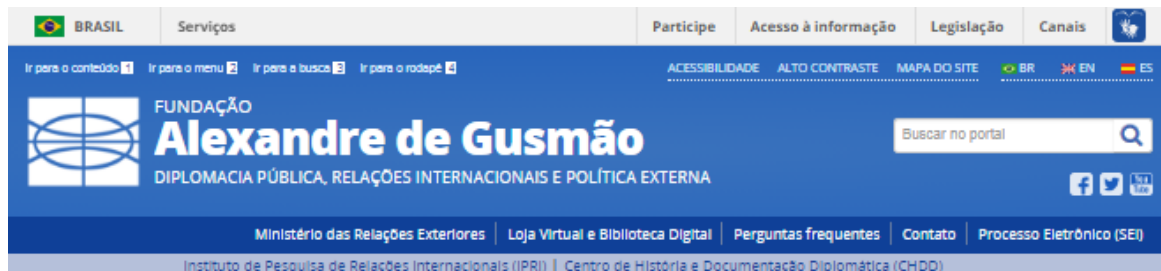 BRASIL Serviços Participe Acesso à informação Legislação Canais
Ir para o conteúdo 1 Ir para o menu 2 Ir para a busca 3 Ir para o rodapé 4 ACESSIBILIDADE ALTO CONTRASTE MAPA DO SITE BR EN ES
FUNDAÇÃO
Alexandre de Gusmão
Buscar no portal
DIPLOMACIA PÚBLICA, RELAÇÕES INTERNACIONAIS E POLÍTICA EXTERNA
You Tube
Ministério das Relações Exteriores | Loja Virtual e Biblioteca Digital | Perguntas frequentes | Contato | Processo Eletrônico (SEI)
Instituto de Pesquisa de Relações Internacionais (IPRI) | Centro de História e Documentação Diplomática (CHDD)